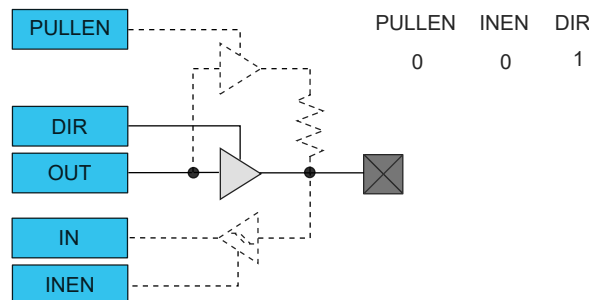 PULLEN
PULLEN INEN DIR
0 0 1
DIR
OUT
IN
INEN